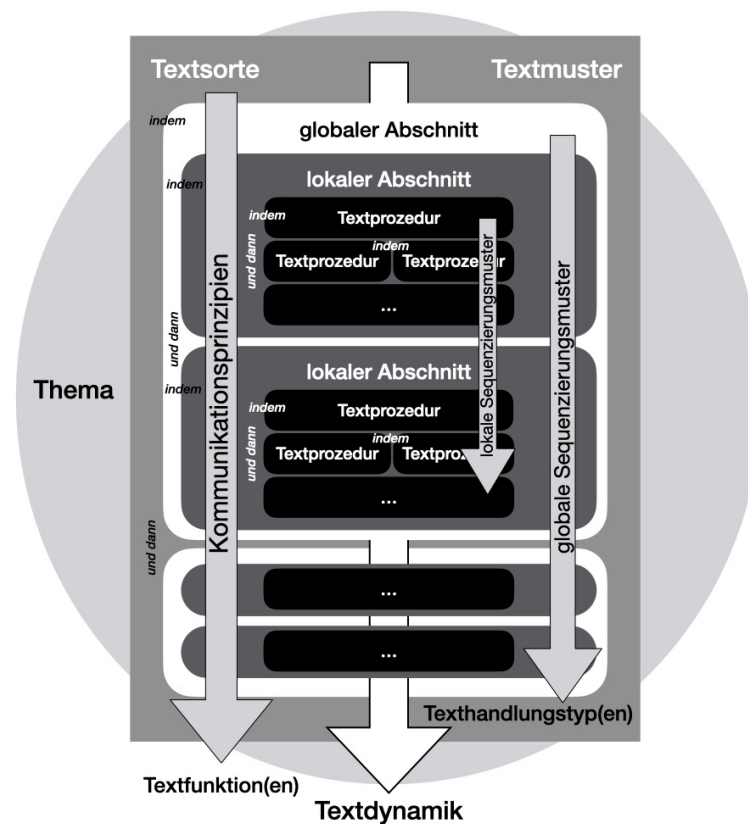 Textsorte
Textmuster
indem
globaler Abschnitt
indem
lokaler Abschnitt
indem
Textprozedur
und dann
indem
Textprozedur
Textprozedur
...
und dann
lokaler Abschnitt
indem
indem
Textprozedur
und dann
indem
Textprozedur
...
lokale Sequenzierungsmuster
globale Sequenzierungsmuster
Kommunikationsprinzipien
Thema
und dann
...
...
Texthandlungstyp(en)
Textfunktion(en)
Textdynamik